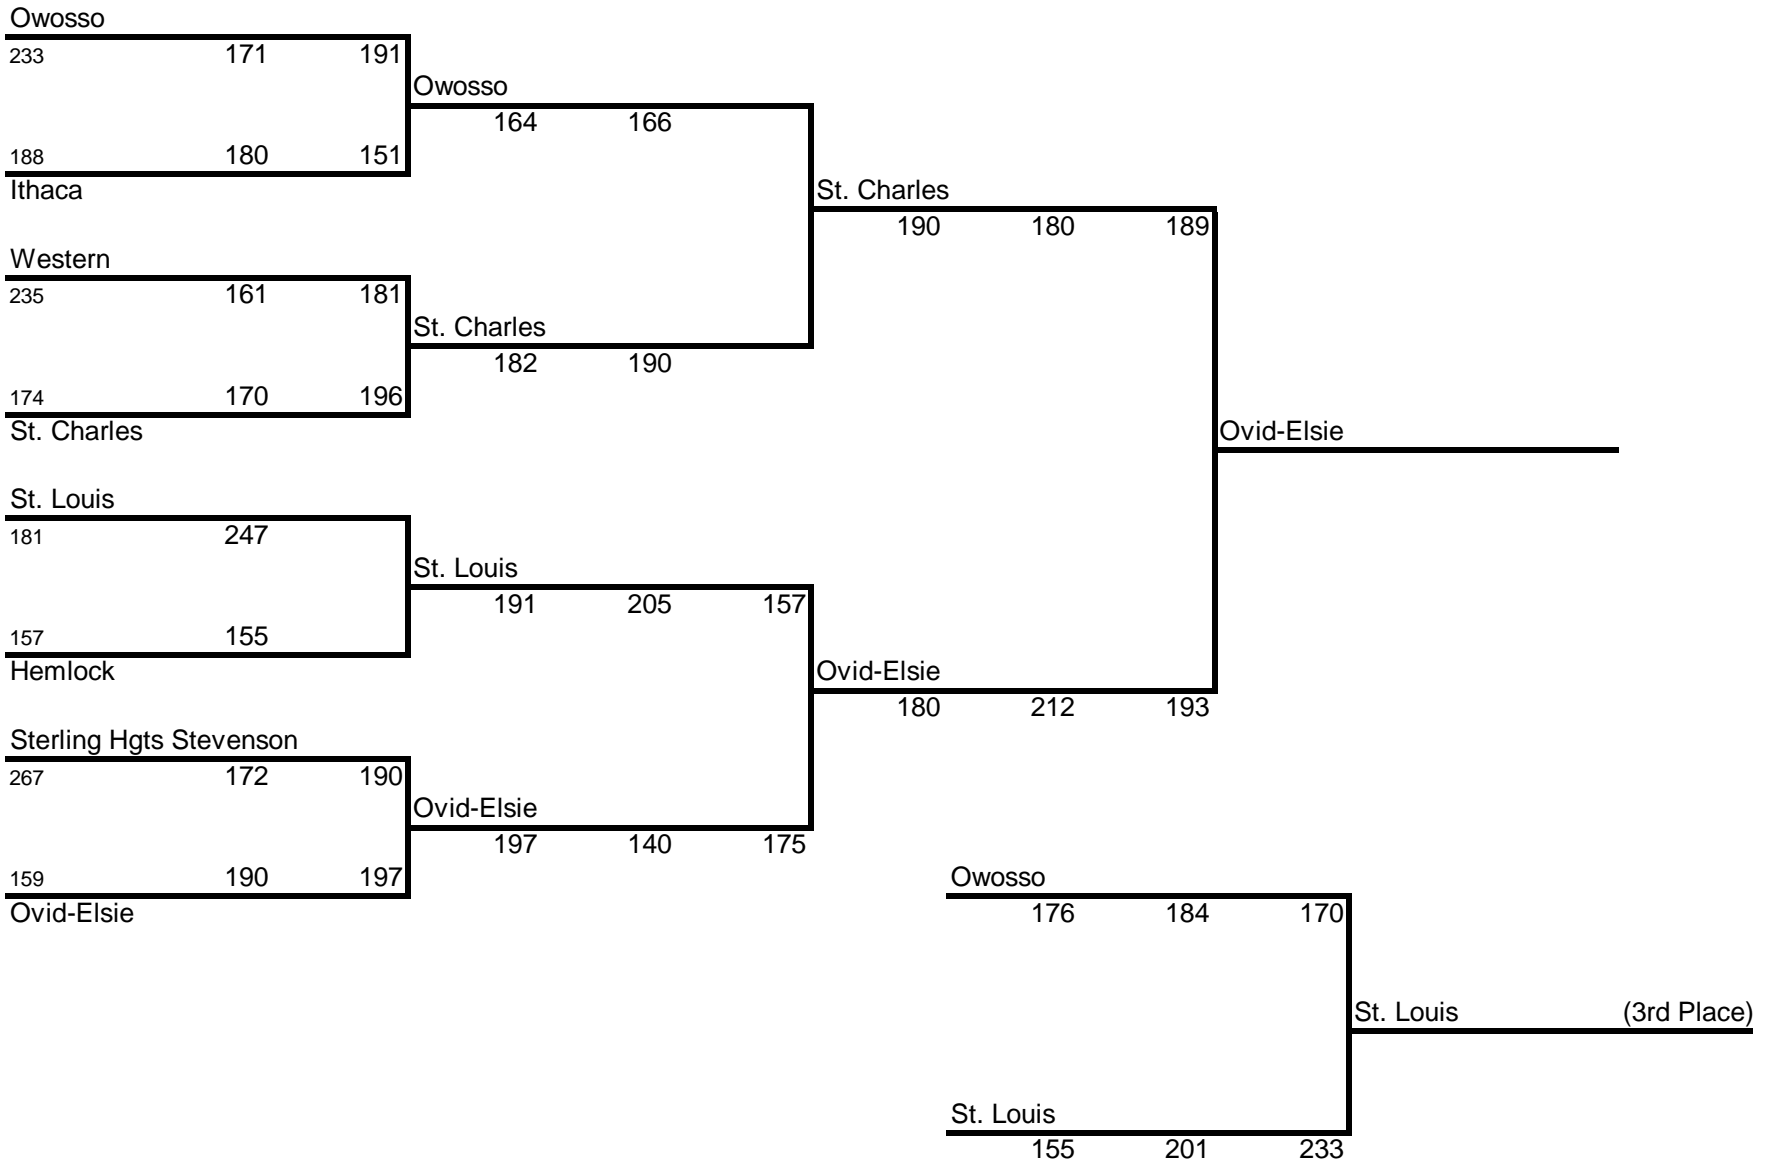 Owosso
233 171 191
Owosso
164 166
188 180 151
Ithaca
St. Charles
190 180 189
Western
235 161 181
St. Charles
182 190
174 170 196
St. Charles
Ovid-Elsie
St. Louis
181 247
St. Louis
191 205 157
157 155
Hemlock
Ovid-Elsie
180 212 193
Sterling Hgts Stevenson
267 172 190
Ovid-Elsie
197 140 175
159 190 197
Ovid-Elsie
Owosso
176 184 170
St. Louis (3rd Place)
St. Louis
155 201 233